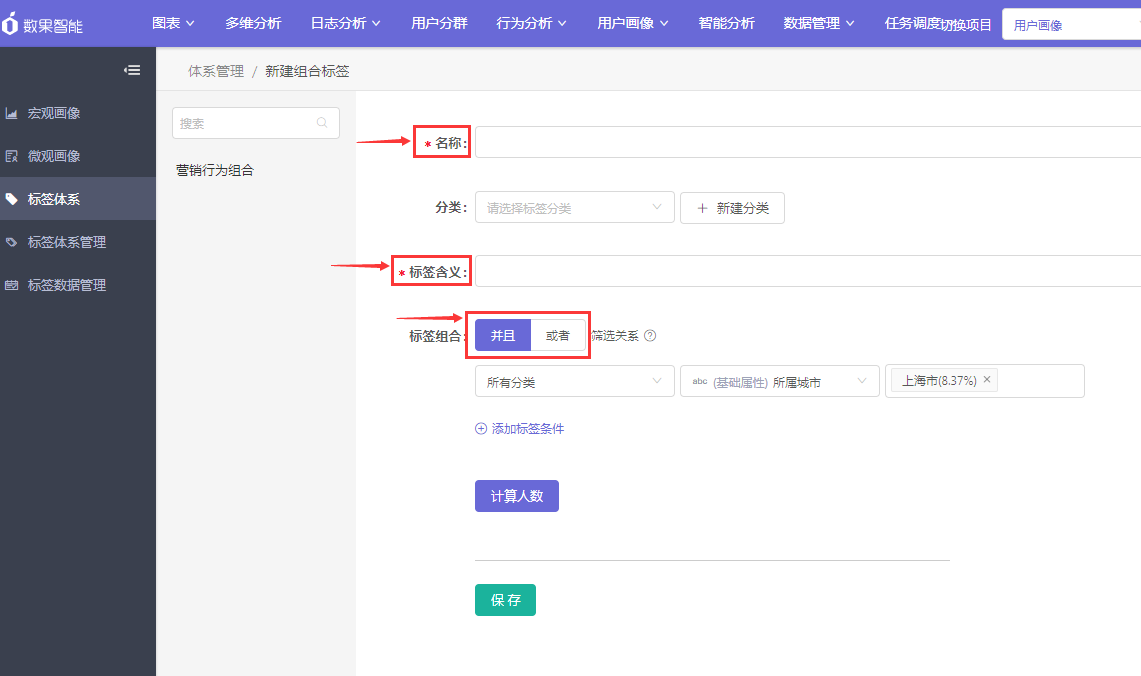 数果智能 图表 多维分析 日志分析 用户分群 行为分析 用户画像 智能分析 数据管理 任务调度 切换项目 用户画像
体系管理 / 新建组合标签
宏观画像
微观画像
标签体系
标签体系管理
标签数据管理
搜索
营销行为组合
* 名称:
分类: 请选择标签分类 + 新建分类
* 标签含义:
标签组合: 并且 或者 筛选关系 ?
所有分类 abc (基础属性) 所属城市 上海市(8.37%) ×
添加标签条件
计算人数
保存